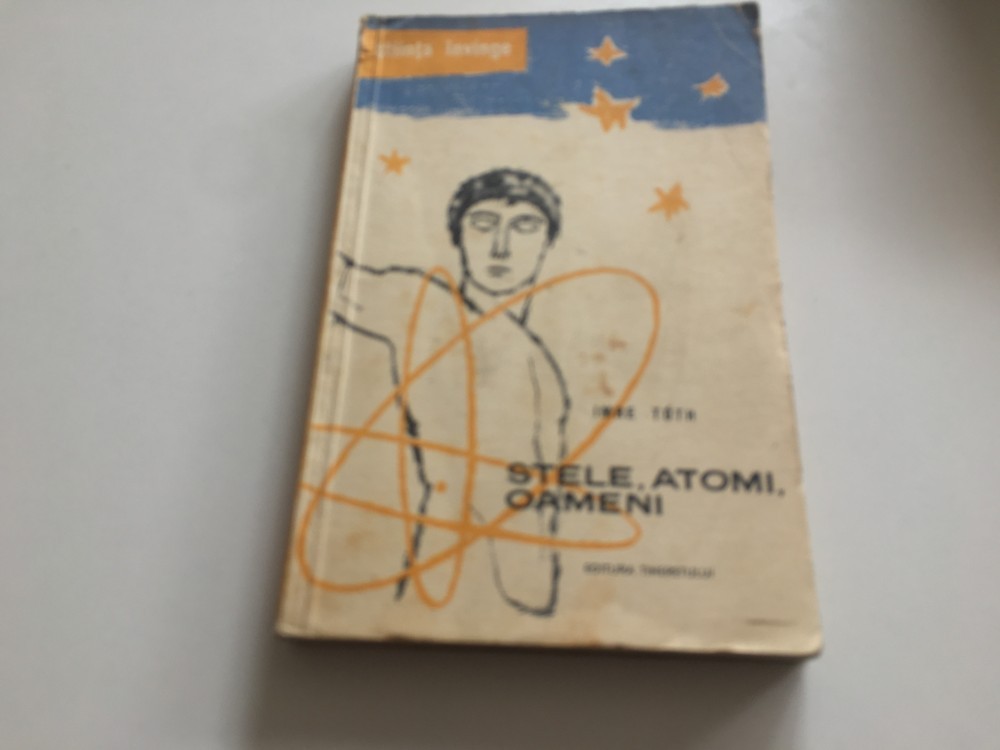 știința învinge
IMRE TÓTH
STELE, ATOMI,
OAMENI
EDITURA TINERETULUI